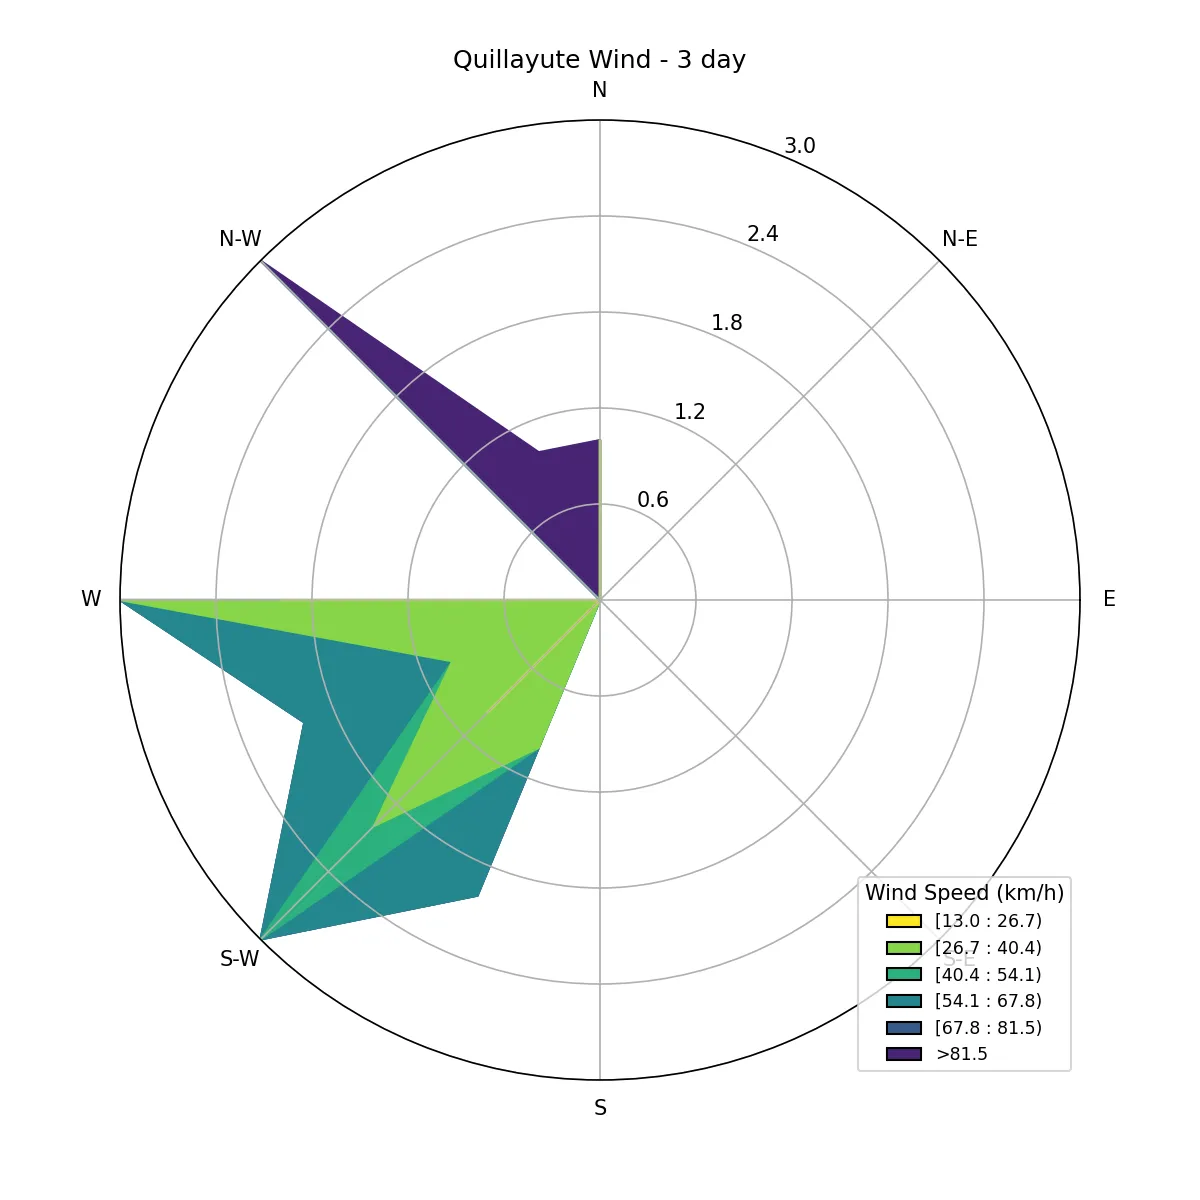 Quillayute Wind - 3 day
N
3.0
N-W
N-E
2.4
1.8
1.2
0.6
W
E
Wind Speed (km/h)
[13.0 : 26.7)
[26.7 : 40.4)
S-W
S-E
[40.4 : 54.1)
[54.1 : 67.8)
[67.8 : 81.5)
>81.5
S